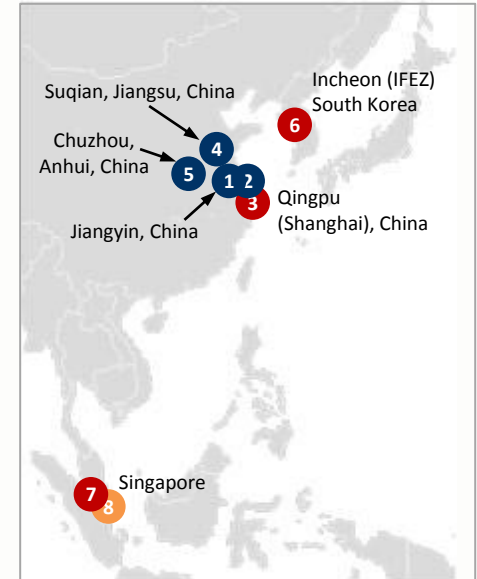 Incheon (IFEZ)
South Korea
6
Suqian, Jiangsu, China
4
Chuzhou,
Anhui, China
5
1
2
3
Qingpu
(Shanghai), China
Jiangyin, China
Singapore
7
8